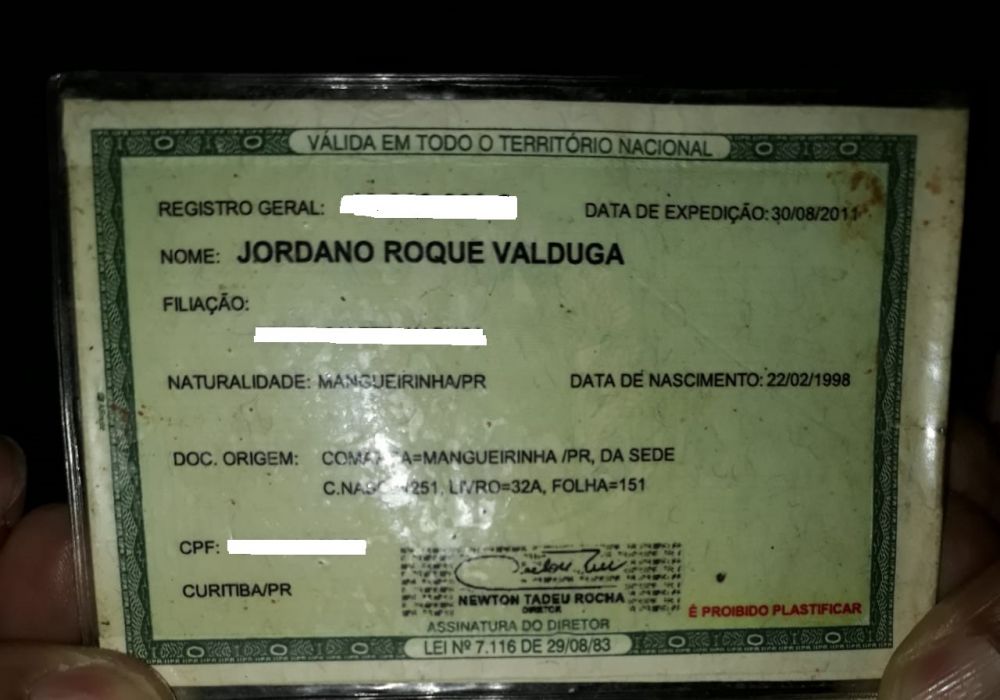 VÁLIDA EM TODO O TERRITÓRIO NACIONAL
REGISTRO GERAL: DATA DE EXPEDIÇÃO: 30/08/2011
NOME: JORDANO ROQUE VALDUGA
FILIAÇÃO:
NATURALIDADE: MANGUEIRINHA/PR DATA DE NASCIMENTO: 22/02/1998
DOC. ORIGEM: MANGUEIRINHA /PR, DA SEDE
LIVRO=32A, FOLHA=151
CPF:
CURITIBA/PR
NEWTON TADEU ROCHA
DIRETOR
É PROIBIDO PLASTIFICAR
ASSINATURA DO DIRETOR
LEI Nº 7.116 DE 29/08/83